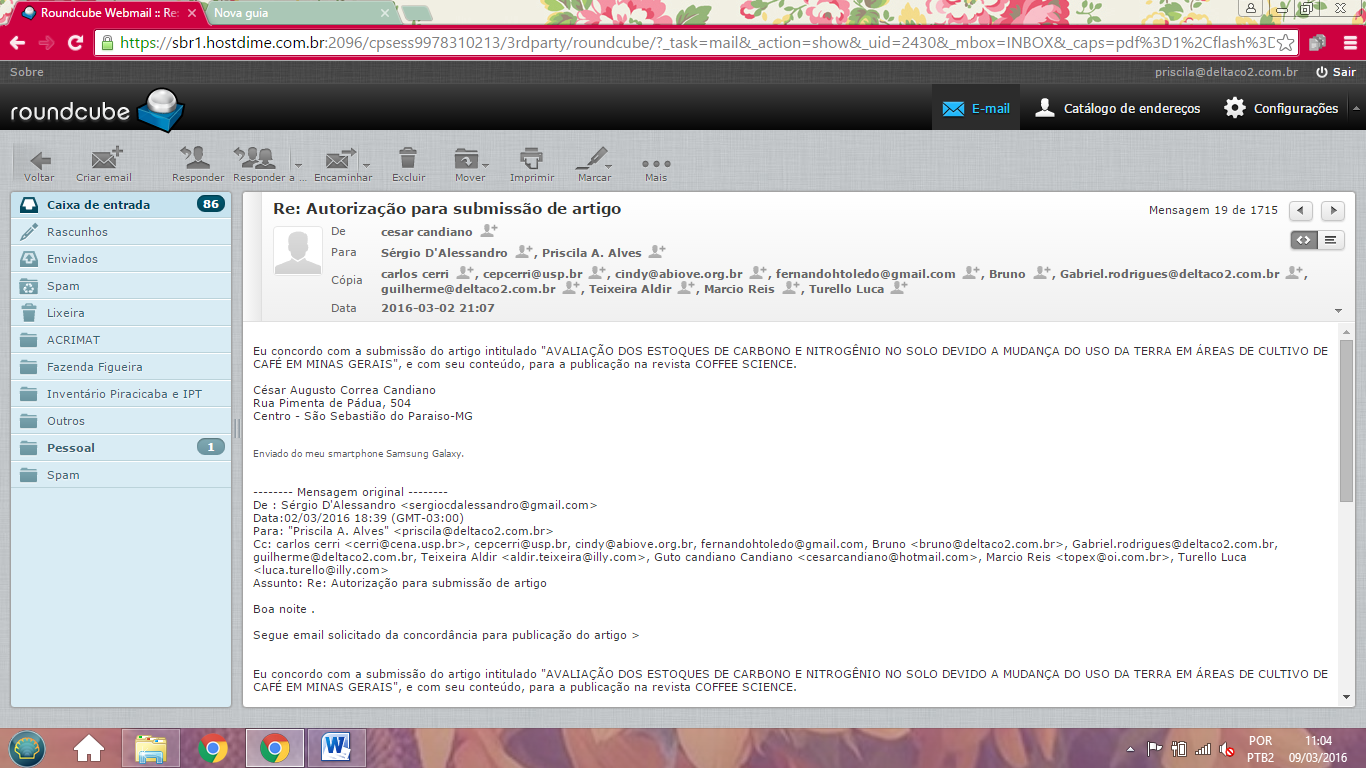 Roundcube Webmail :: Re:
Nova guia
https://sbr1.hostdime.com.br:2096/cpsess9978310213/3rdparty/roundcube/?_task=mail&_action=show&_uid=2430&_mbox=INBOX&_caps=pdf%3D1%2Cflash%3D
Sobre
priscila@deltaco2.com.br
Sair
roundcube
E-mail
Catálogo de endereços
Configurações
Voltar
Criar email
Responder
Responder a ...
Encaminhar
Excluir
Mover
Imprimir
Marcar
Mais
Caixa de entrada 86
Rascunhos
Enviados
Spam
Lixeira
ACRIMAT
Fazenda Figueira
Inventário Piracicaba e IPT
Outros
Pessoal 1
Spam
Re: Autorização para submissão de artigo
Mensagem 19 de 1715
De cesar candiano
Para Sérgio D'Alessandro , Priscila A. Alves
Cópia carlos cerri , cepcerri@usp.br , cindy@abiove.org.br , fernandohtoledo@gmail.com , Bruno , Gabriel.rodrigues@deltaco2.com.br ,
guilherme@deltaco2.com.br , Teixeira Aldir , Marcio Reis , Turello Luca
Data 2016-03-02 21:07
Eu concordo com a submissão do artigo intitulado "AVALIAÇÃO DOS ESTOQUES DE CARBONO E NITROGÊNIO NO SOLO DEVIDO A MUDANÇA DO USO DA TERRA EM ÁREAS DE CULTIVO DE
CAFÉ EM MINAS GERAIS", e com seu conteúdo, para a publicação na revista COFFEE SCIENCE.
César Augusto Correa Candiano
Rua Pimenta de Pádua, 504
Centro - São Sebastião do Paraiso-MG
Enviado do meu smartphone Samsung Galaxy.
-------- Mensagem original --------
De : Sérgio D'Alessandro <sergiocdalessandro@gmail.com>
Data:02/03/2016 18:39 (GMT-03:00)
Para: "Priscila A. Alves" <priscila@deltaco2.com.br>
Cc: carlos cerri <cerri@cena.usp.br>, cepcerri@usp.br, cindy@abiove.org.br, fernandohtoledo@gmail.com, Bruno <bruno@deltaco2.com.br>, Gabriel.rodrigues@deltaco2.com.br,
guilherme@deltaco2.com.br, Teixeira Aldir <aldir.teixeira@illy.com>, Guto candiano Candiano <cesarcandiano@hotmail.com>, Marcio Reis <topex@oi.com.br>, Turello Luca
<luca.turello@illy.com>
Assunto: Re: Autorização para submissão de artigo
Boa noite .
Segue email solicitado da concordância para publicação do artigo >
Eu concordo com a submissão do artigo intitulado "AVALIAÇÃO DOS ESTOQUES DE CARBONO E NITROGÊNIO NO SOLO DEVIDO A MUDANÇA DO USO DA TERRA EM ÁREAS DE CULTIVO DE
CAFÉ EM MINAS GERAIS", e com seu conteúdo, para a publicação na revista COFFEE SCIENCE.
POR
PTB2
11:04
09/03/2016